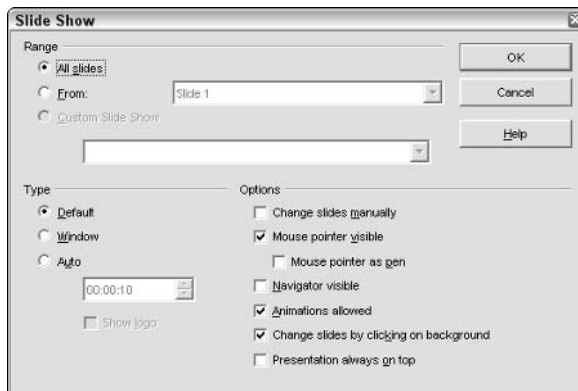 Slide Show
Range
All slides
From:
Slide 1
Custom Slide Show
OK
Cancel
Help
Type
Default
Window
Auto
00:00:10
Show logo
Options
Change slides manually
Mouse pointer visible
Mouse pointer as pen
Navigator visible
Animations allowed
Change slides by clicking on background
Presentation always on top